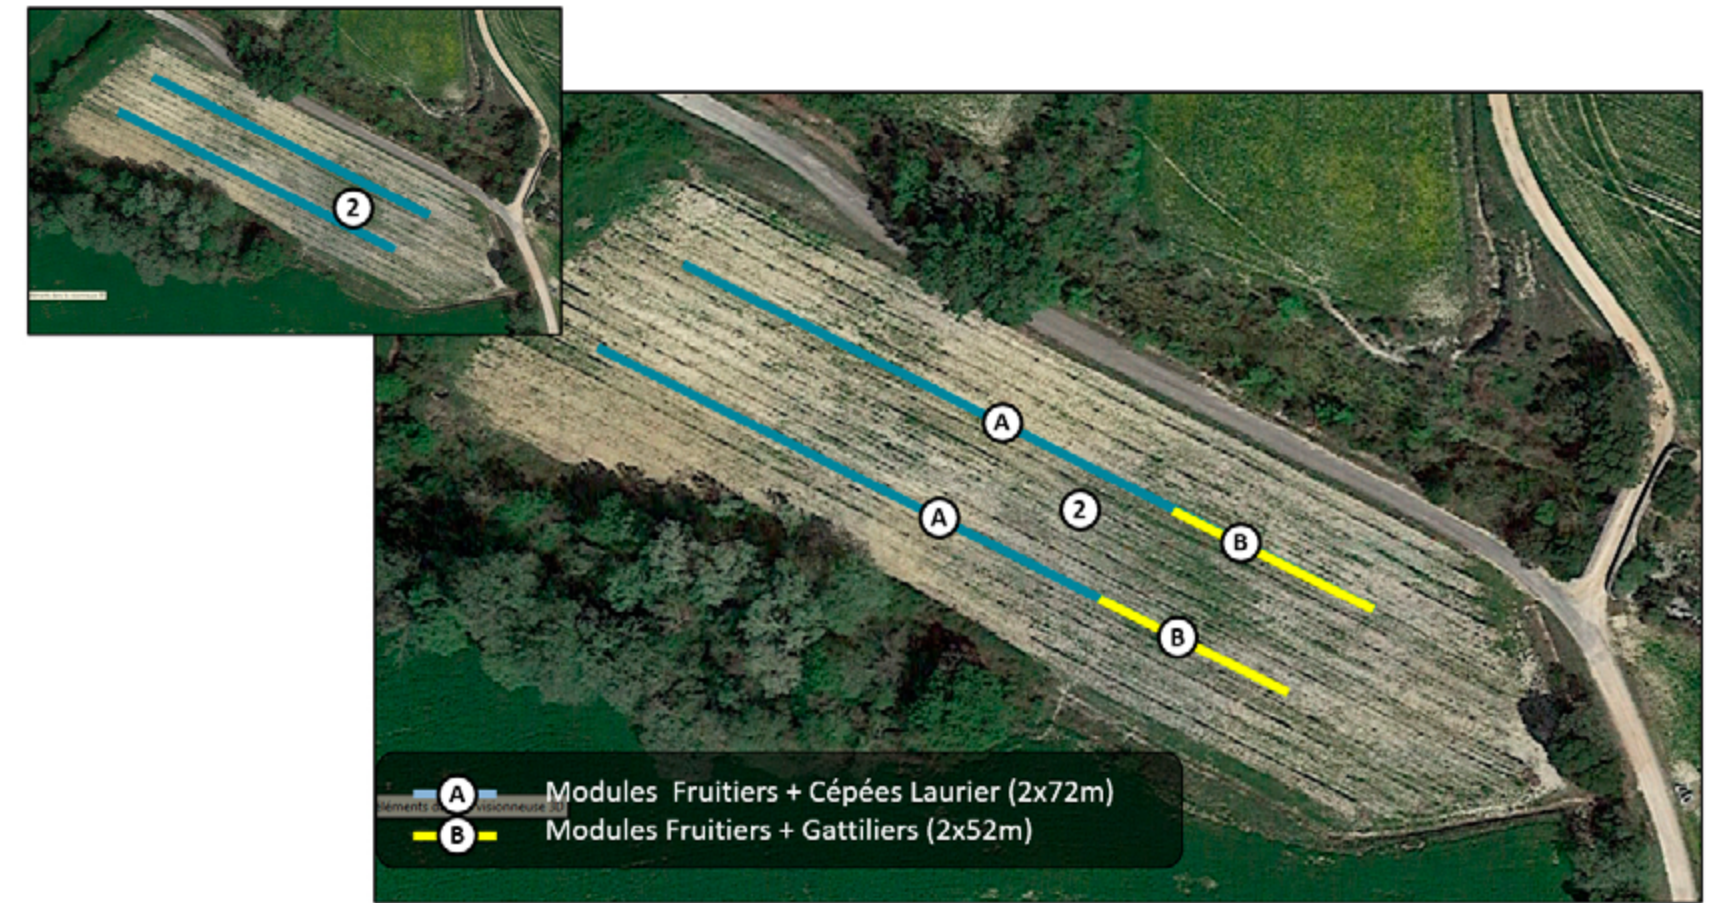 2
A
A
2
B
B
A Modules Fruitiers + Cépées Laurier (2x72m)
B Modules Fruitiers + Gattiliers (2x52m)